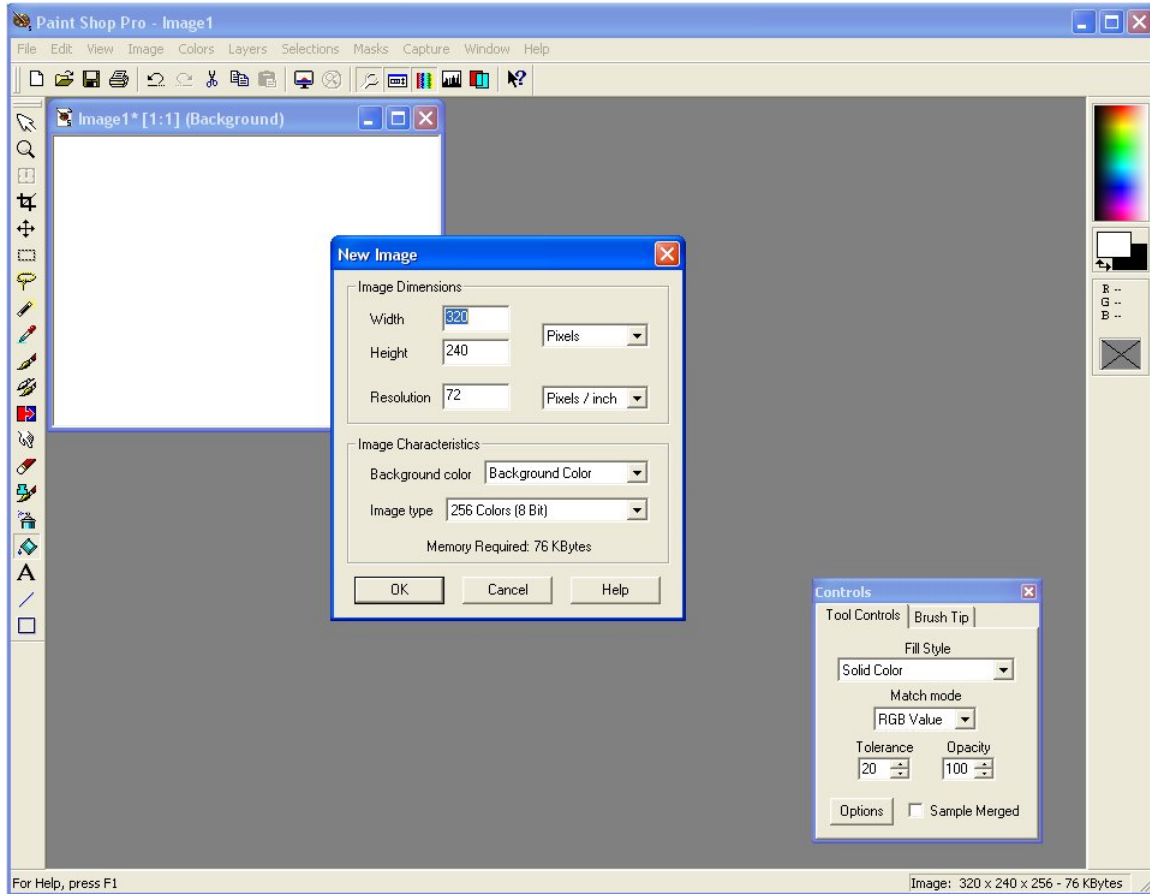 Paint Shop Pro - Image1
File Edit View Image Colors Layers Selections Masks Capture Window Help
Image1* [1:1] (Background)
New Image
Image Dimensions
Width 320
Pixels
Height 240
Resolution 72 Pixels / inch
Image Characteristics
Background color Background Color
Image type 256 Colors (8 Bit)
Memory Required: 76 KBytes
OK Cancel Help
R --
G --
B --
Controls
Tool Controls Brush Tip
Fill Style
Solid Color
Match mode
RGB Value
Tolerance Opacity
20 100
Options Sample Merged
For Help, press F1 Image: 320 x 240 x 256 - 76 KBytes